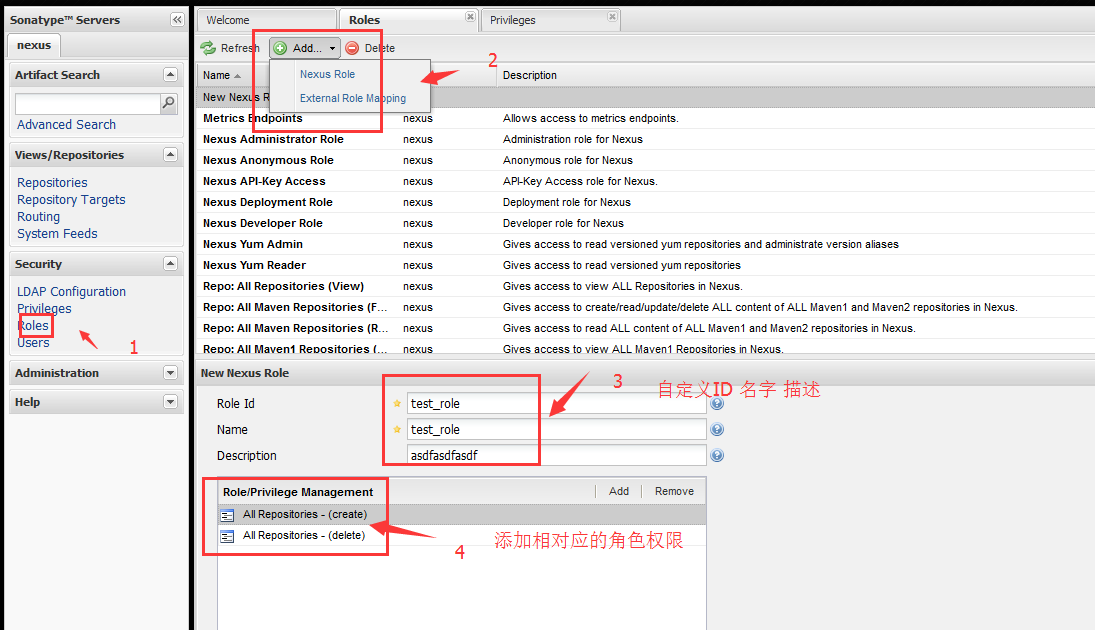 Sonatype™ Servers
nexus
Artifact Search
Advanced Search
Views/Repositories
Repositories
Repository Targets
Routing
System Feeds
Security
LDAP Configuration
Privileges
Roles
1
Users
Administration
Help
Welcome
Roles
Privileges
Refresh
Add...
Delete
2
Nexus Role
External Role Mapping
Name
Description
New Nexus R
Metrics Endpoints nexus Allows access to metrics endpoints.
Nexus Administrator Role nexus Administration role for Nexus
Nexus Anonymous Role nexus Anonymous role for Nexus
Nexus API-Key Access nexus API-Key Access role for Nexus.
Nexus Deployment Role nexus Deployment role for Nexus
Nexus Developer Role nexus Developer role for Nexus
Nexus Yum Admin nexus Gives access to read versioned yum repositories and administrate version aliases
Nexus Yum Reader nexus Gives access to read versioned yum repositories
Repo: All Repositories (View) nexus Gives access to view ALL Repositories in Nexus.
Repo: All Maven Repositories (F... nexus Gives access to create/read/update/delete ALL content of ALL Maven1 and Maven2 repositories in Nexus.
Repo: All Maven Repositories (R... nexus Gives access to read ALL content of ALL Maven1 and Maven2 repositories in Nexus.
Repo: All Maven1 Repositories (... nexus Gives access to view ALL Maven1 Repositories in Nexus.
New Nexus Role
3
自定义ID 名字 描述
Role Id test_role
Name test_role
Description asdfasdfasdf
Role/Privilege Management
Add
Remove
All Repositories - (create)
All Repositories - (delete)
4
添加相对应的角色权限